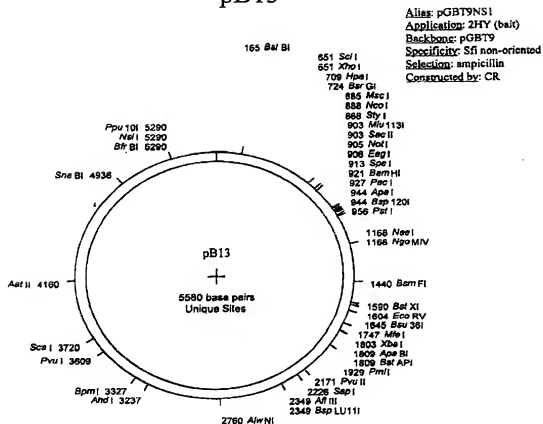 pB13
Alias: pGBT9NS1
Application: 2HY (bait)
Backbone: pGBT9
Specificity: Sfi non-oriented
Selection: ampicillin
Constructed by: CR
165 Bst BI
651 Sci I
651 Xho I
709 Hpa I
724 Bsr GI
885 Msc I
888 Nco I
888 Sty I
903 Mlu 113I
903 Sac II
905 Not I
906 Eag I
913 Spe I
921 Bam HI
927 Pac I
944 Apa I
944 Bsp 120I
956 Pst I
1168 Nae I
1168 Ngo MIV
1440 Bsm FI
1590 Bst XI
1604 Eco RV
1645 Bsu 36I
1747 Mfe I
1803 Xba I
1809 Apa BI
1809 Bst API
1929 Pml I
2171 Pvu II
2226 Sap I
2349 Afl III
2349 Bsp LU11I
2760 Alw NI
Ahd I 3237
Bpm I 3327
Pvu I 3609
Sca I 3720
Aat II 4160
Sna BI 4936
Bfr BI 5290
Nsi I 5290
Ppu 10I 5290
pB13
5580 base pairs
Unique Sites